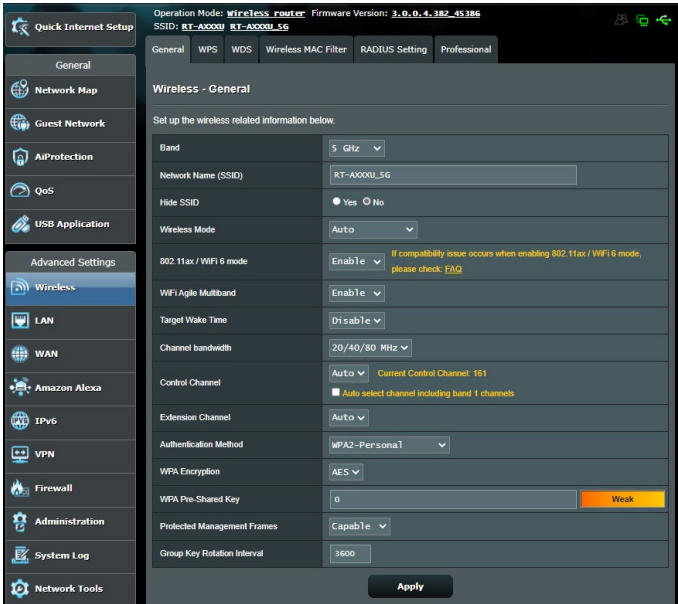 Quick Internet Setup
General
Network Map
Guest Network
AiProtection
QoS
USB Application
Advanced Settings
Wireless
LAN
WAN
Amazon Alexa
IPv6
VPN
Firewall
Administration
System Log
Network Tools
Operation Mode: Wireless router Firmware Version: 3.0.0.4.382_45386
SSID: RT-AXXXU RT-AXXXU_5G
General WPS WDS Wireless MAC Filter RADIUS Setting Professional
Wireless - General
Set up the wireless related information below.
Band 5 GHz
Network Name (SSID) RT-AXXXU_5G
Hide SSID Yes No
Wireless Mode Auto
802.11ax / WiFi 6 mode Enable If compatibility issue occurs when enabling 802.11ax / WiFi 6 mode,
please check: FAQ
WiFi Agile Multiband Enable
Target Wake Time Disable
Channel bandwidth 20/40/80 MHz
Control Channel Auto Current Control Channel: 161
Auto select channel including band 1 channels
Extension Channel Auto
Authentication Method WPA2-Personal
WPA Encryption AES
WPA Pre-Shared Key 0 Weak
Protected Management Frames Capable
Group Key Rotation Interval 3600
Apply